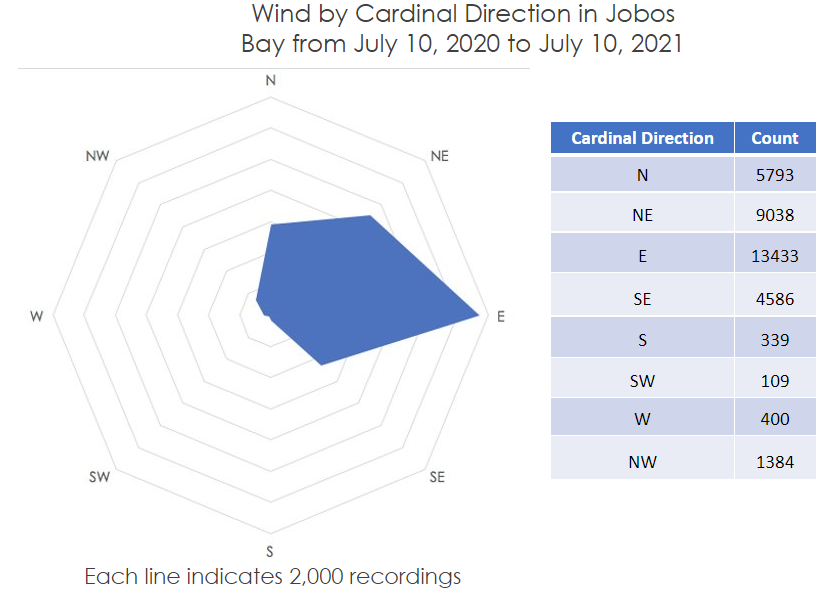 Wind by Cardinal Direction in Jobos
Bay from July 10, 2020 to July 10, 2021
N
NE
E
SE
S
SW
W
NW
Each line indicates 2,000 recordings
Cardinal Direction Count
N 5793
NE 9038
E 13433
SE 4586
S 339
SW 109
W 400
NW 1384